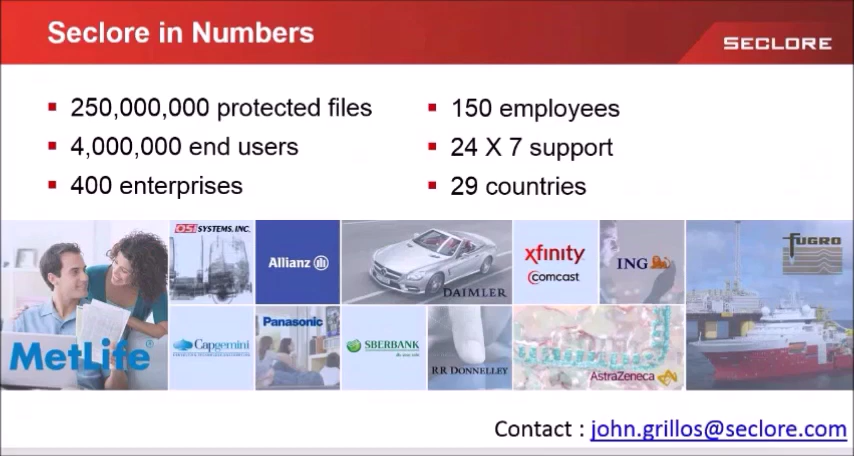 Seclore in Numbers
SECLORE
250,000,000 protected files
4,000,000 end users
400 enterprises
150 employees
24 X 7 support
29 countries
MetLife®
OSI SYSTEMS, INC.
Allianz
DAIMLER
xfinity
comcast
ING
FUGRO
Capgemini
Panasonic
SBERBANK
RR DONNELLEY
AstraZeneca
Contact : john.grillos@seclore.com